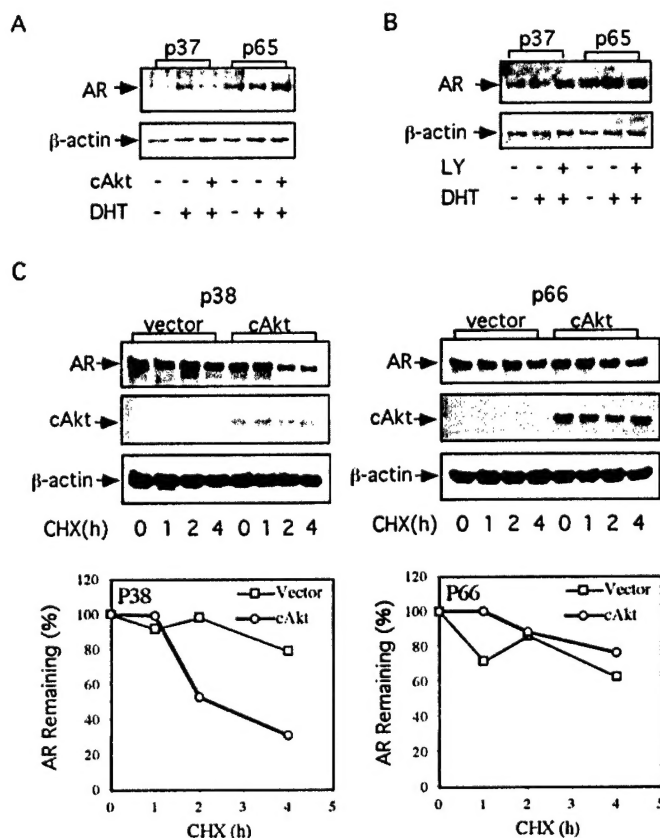 A
p37 p65
AR
β-actin
cAkt - - + - - +
DHT - + + - + +
B
p37 p65
AR
β-actin
LY - - + - - +
DHT - + + - + +
C
p38
vector cAkt
AR
cAkt
β-actin
CHX(h) 0 1 2 4 0 1 2 4
p66
vector cAkt
AR
cAkt
β-actin
CHX(h) 0 1 2 4 0 1 2 4
P38
Vector
cAkt
AR Remaining (%)
120
100
80
60
40
20
0
0 1 2 3 4 5
CHX (h)
P66
Vector
cAkt
AR Remaining (%)
120
100
80
60
40
20
0
0 1 2 3 4 5
CHX (h)